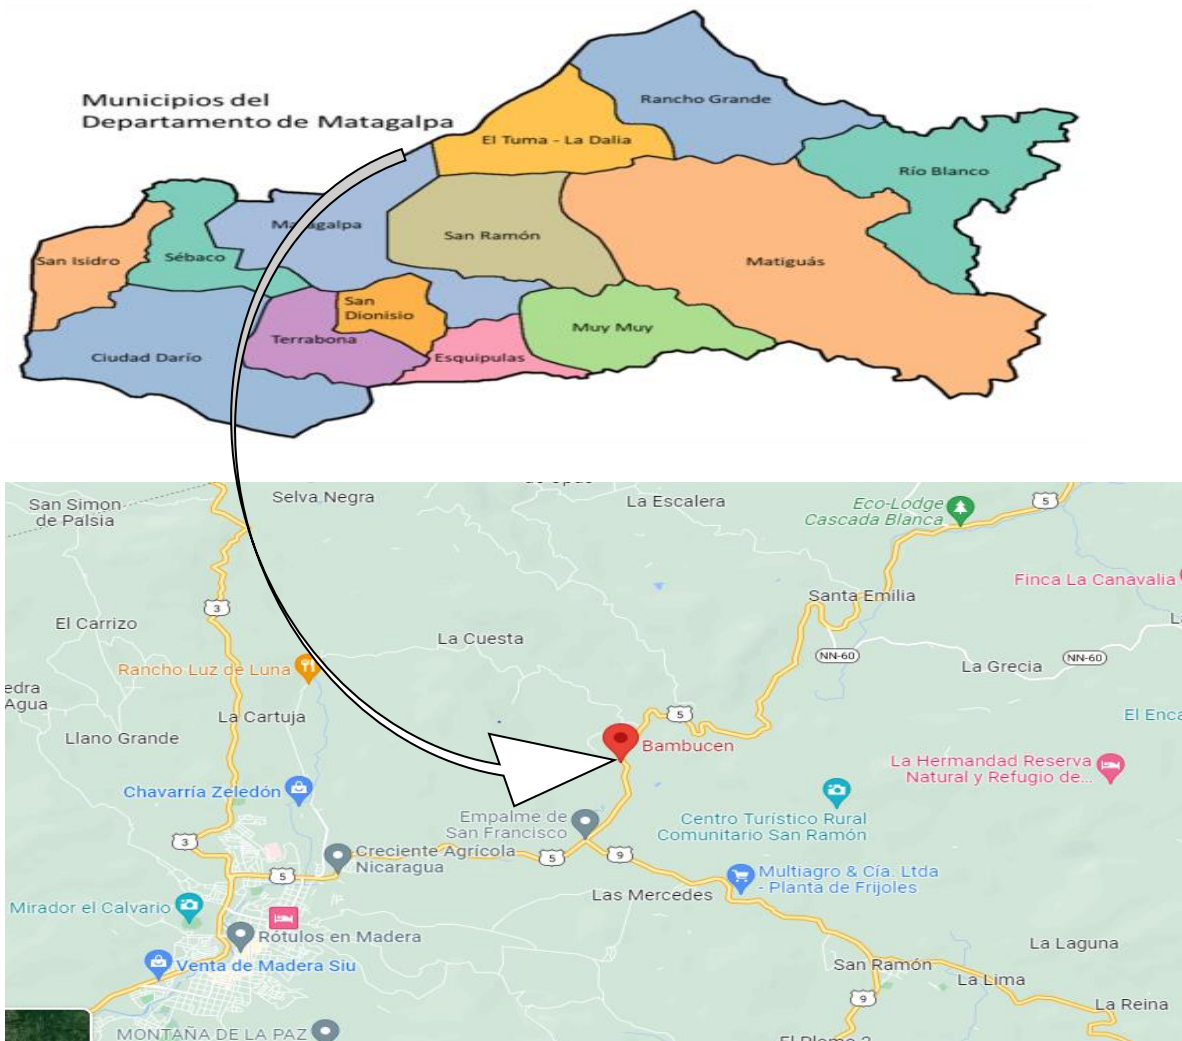 Municipios del
Departamento de Matagalpa
Rancho Grande
El Tuma - La Dalia
Río Blanco
Matagalpa
San Ramón
San Isidro
Sébaco
Matiguás
San
Dionisio
Muy Muy
Terrabona
Ciudad Darío
Esquipulas
San Simon
de Palsia
Selva Negra
La Escalera
Eco-Lodge
Cascada Blanca
5
Finca La Canavalia
Santa Emilia
3
El Carrizo
La Cuesta
NN-60
La Grecia
NN-60
Rancho Luz de Luna
edra
Agua
La Cartuja
5
El Enca
Llano Grande
Bambucen
La Hermandad Reserva
Natural y Refugio de...
Chavarría Zeledón
Empalme de
San Francisco
Centro Turístico Rural
Comunitario San Ramón
3
Creciente Agrícola
Nicaragua
5
9
5
Multiagro & Cía. Ltda
- Planta de Frijoles
Las Mercedes
Mirador el Calvario
Rótulos en Madera
La Laguna
Venta de Madera Siu
San Ramón
La Lima
9
La Reina
MONTAÑA DE LA PAZ